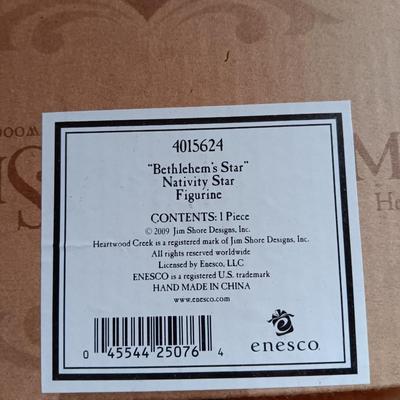 4015624
"Bethlehem's Star"
Nativity Star
Figurine
CONTENTS: 1 Piece
© 2009 Jim Shore Designs, Inc.
Heartwood Creek is a registered mark of Jim Shore Designs, Inc.
All rights reserved worldwide
Licensed by Enesco, LLC
ENESCO is a registered U.S. trademark
HAND MADE IN CHINA
www.enesco.com
0 45544 25076 4
enesco.